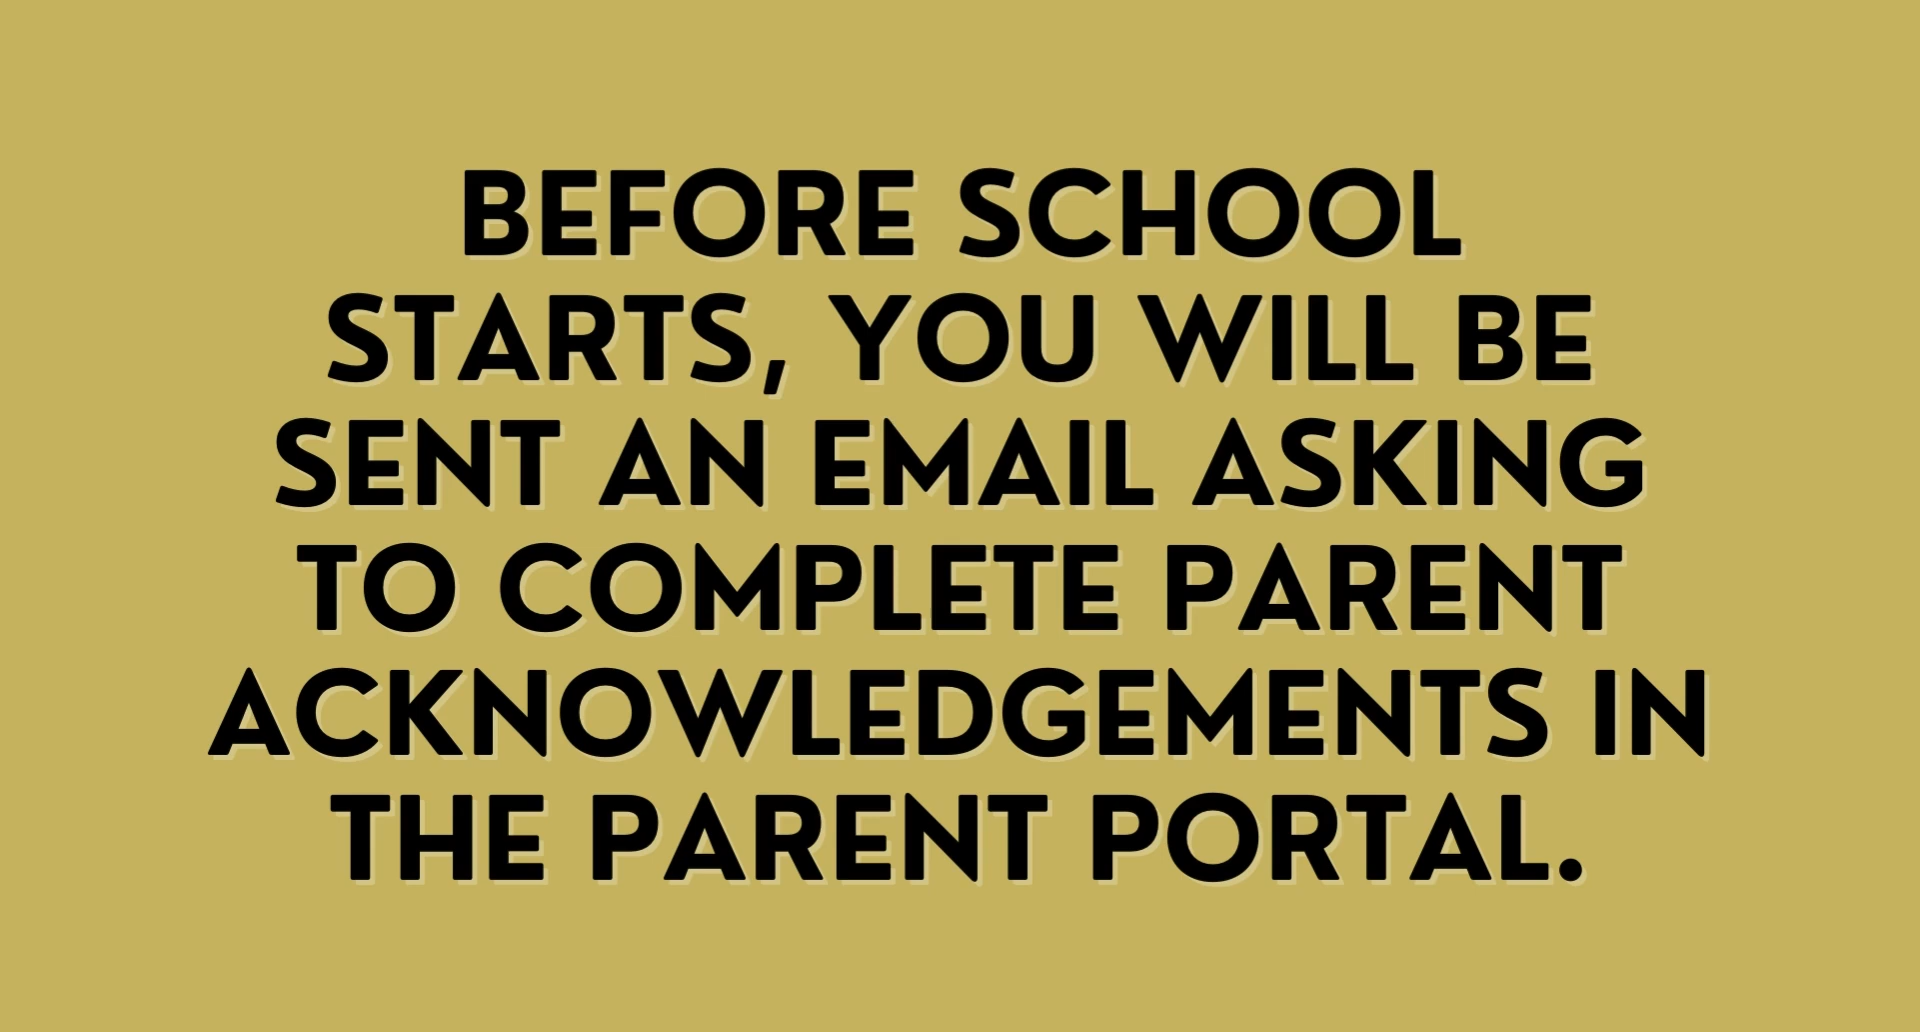 BEFORE SCHOOL
STARTS, YOU WILL BE
SENT AN EMAIL ASKING
TO COMPLETE PARENT
ACKNOWLEDGEMENTS IN
THE PARENT PORTAL.